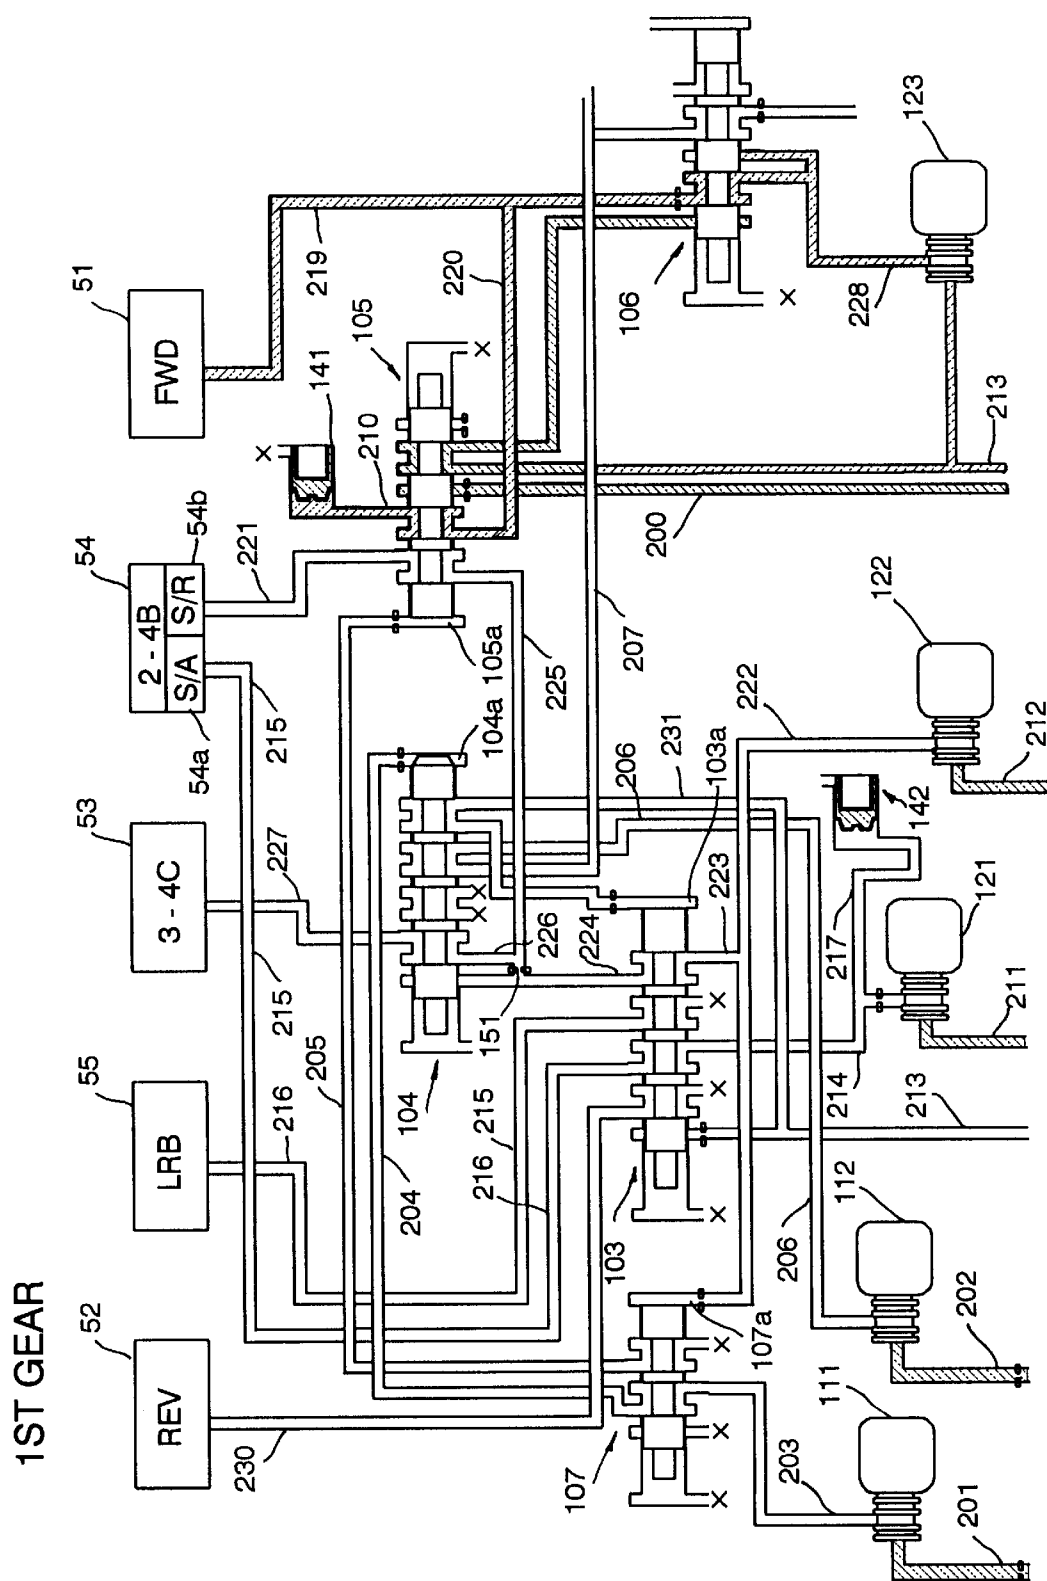 1ST GEAR
52
REV
55
LRB
53
3 - 4C
54
2 - 4B
S/A
S/R
54a
54b
51
FWD
230
216
215
215
227
221
141
219
205
204
210
105
220
104
104a
105a
226
151
224
225
215
216
207
200
106
107
107a
103
103a
206
231
223
222
217
142
122
123
228
213
212
121
211
214
213
206
112
202
203
111
201
X
X
X
X
X
X
X
X
X
X
X
X
X